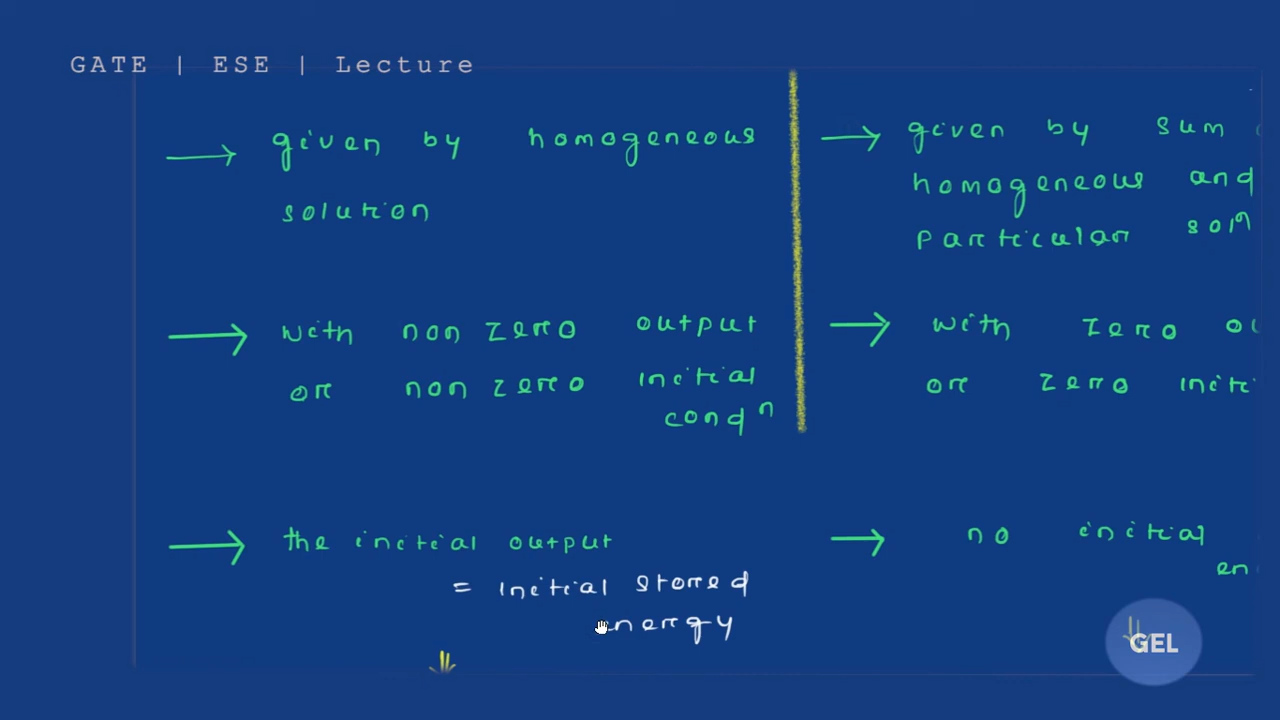 GATE | ESE | Lecture
given by homogeneous
solution
with non zero output
or non zero initial
condⁿ
the initial output
= initial stored
energy
given by sum
homogeneous and
particular solⁿ
with zero
or zero
no initial
GEL